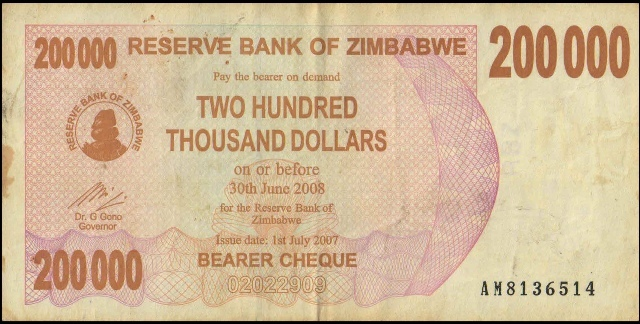 200 000 RESERVE BANK OF ZIMBABWE 200 000
Pay the bearer on demand
RESERVE BANK OF ZIMBABWE
TWO HUNDRED
THOUSAND DOLLARS
on or before
30th June 2008
for the Reserve Bank of
Zimbabwe
Dr. G Gono
Governor
Issue date: 1st July 2007
200 000 BEARER CHEQUE
02022909
AM8136514